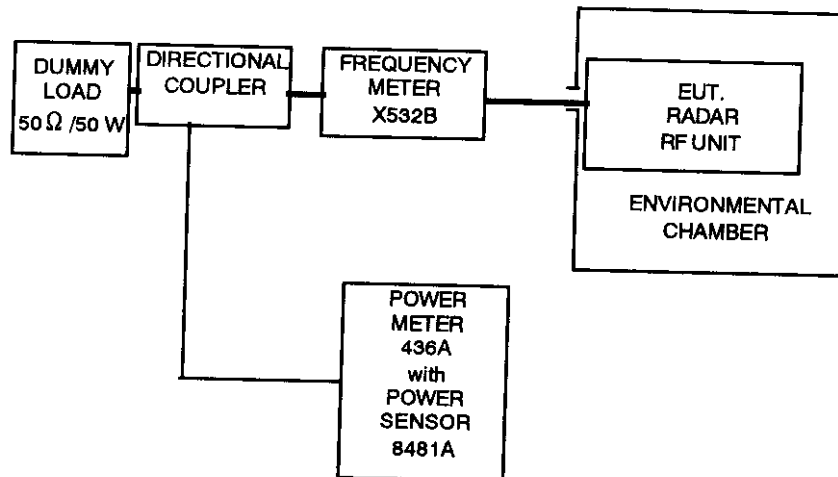 DUMMY
LOAD
50 Ω /50 W
DIRECTIONAL
COUPLER
FREQUENCY
METER
X532B
EUT.
RADAR
RF UNIT
ENVIRONMENTAL
CHAMBER
POWER
METER
436A
with
POWER
SENSOR
8481A